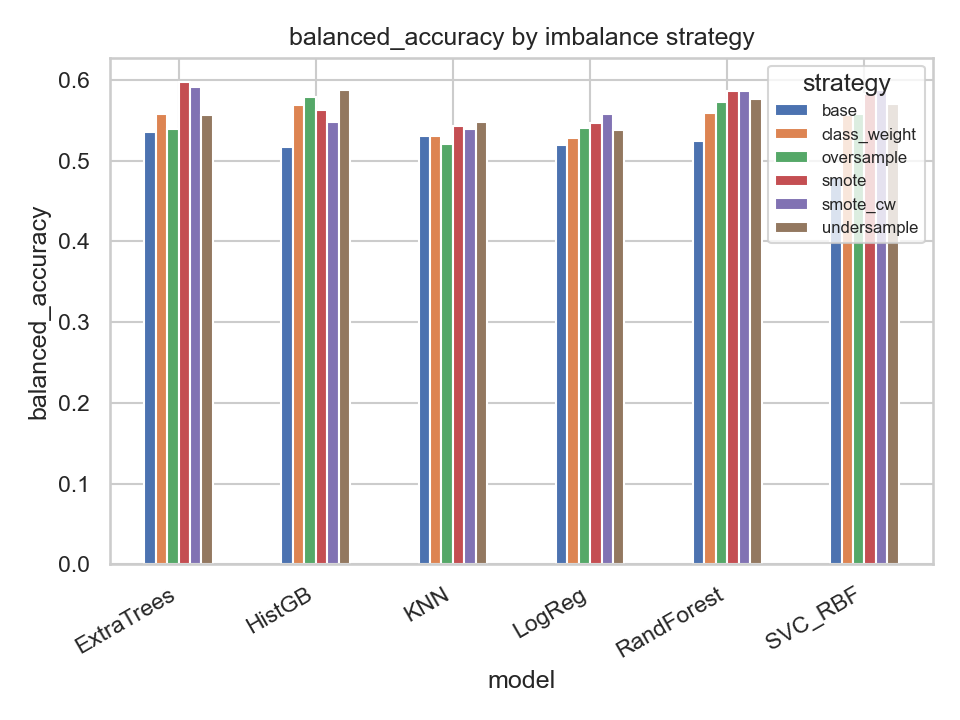 balanced_accuracy by imbalance strategy
balanced_accuracy
0.6
0.5
0.4
0.3
0.2
0.1
0.0
strategy
base
class_weight
oversample
smote
smote_cw
undersample
ExtraTrees
HistGB
KNN
LogReg
RandForest
SVC_RBF
model